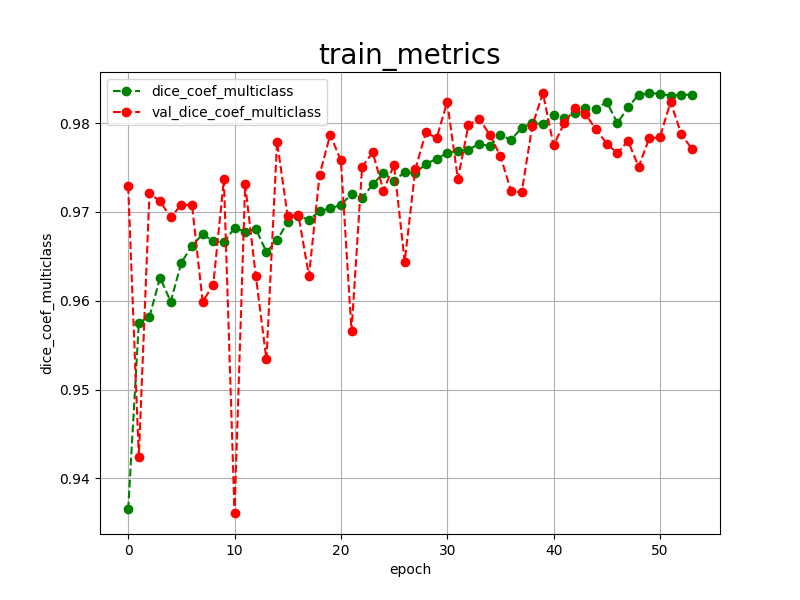 train_metrics
dice_coef_multiclass
val_dice_coef_multiclass
0.98
0.97
0.96
0.95
0.94
dice_coef_multiclass
0 10 20 30 40 50
epoch